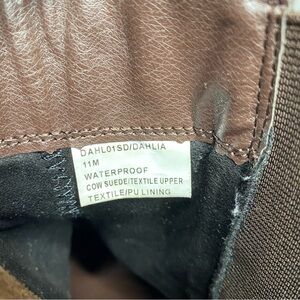 DAHL01SD/DAHLIA
11M
WATERPROOF
COW SUEDE/TEXTILE UPPER
TEXTILE/PU LINING